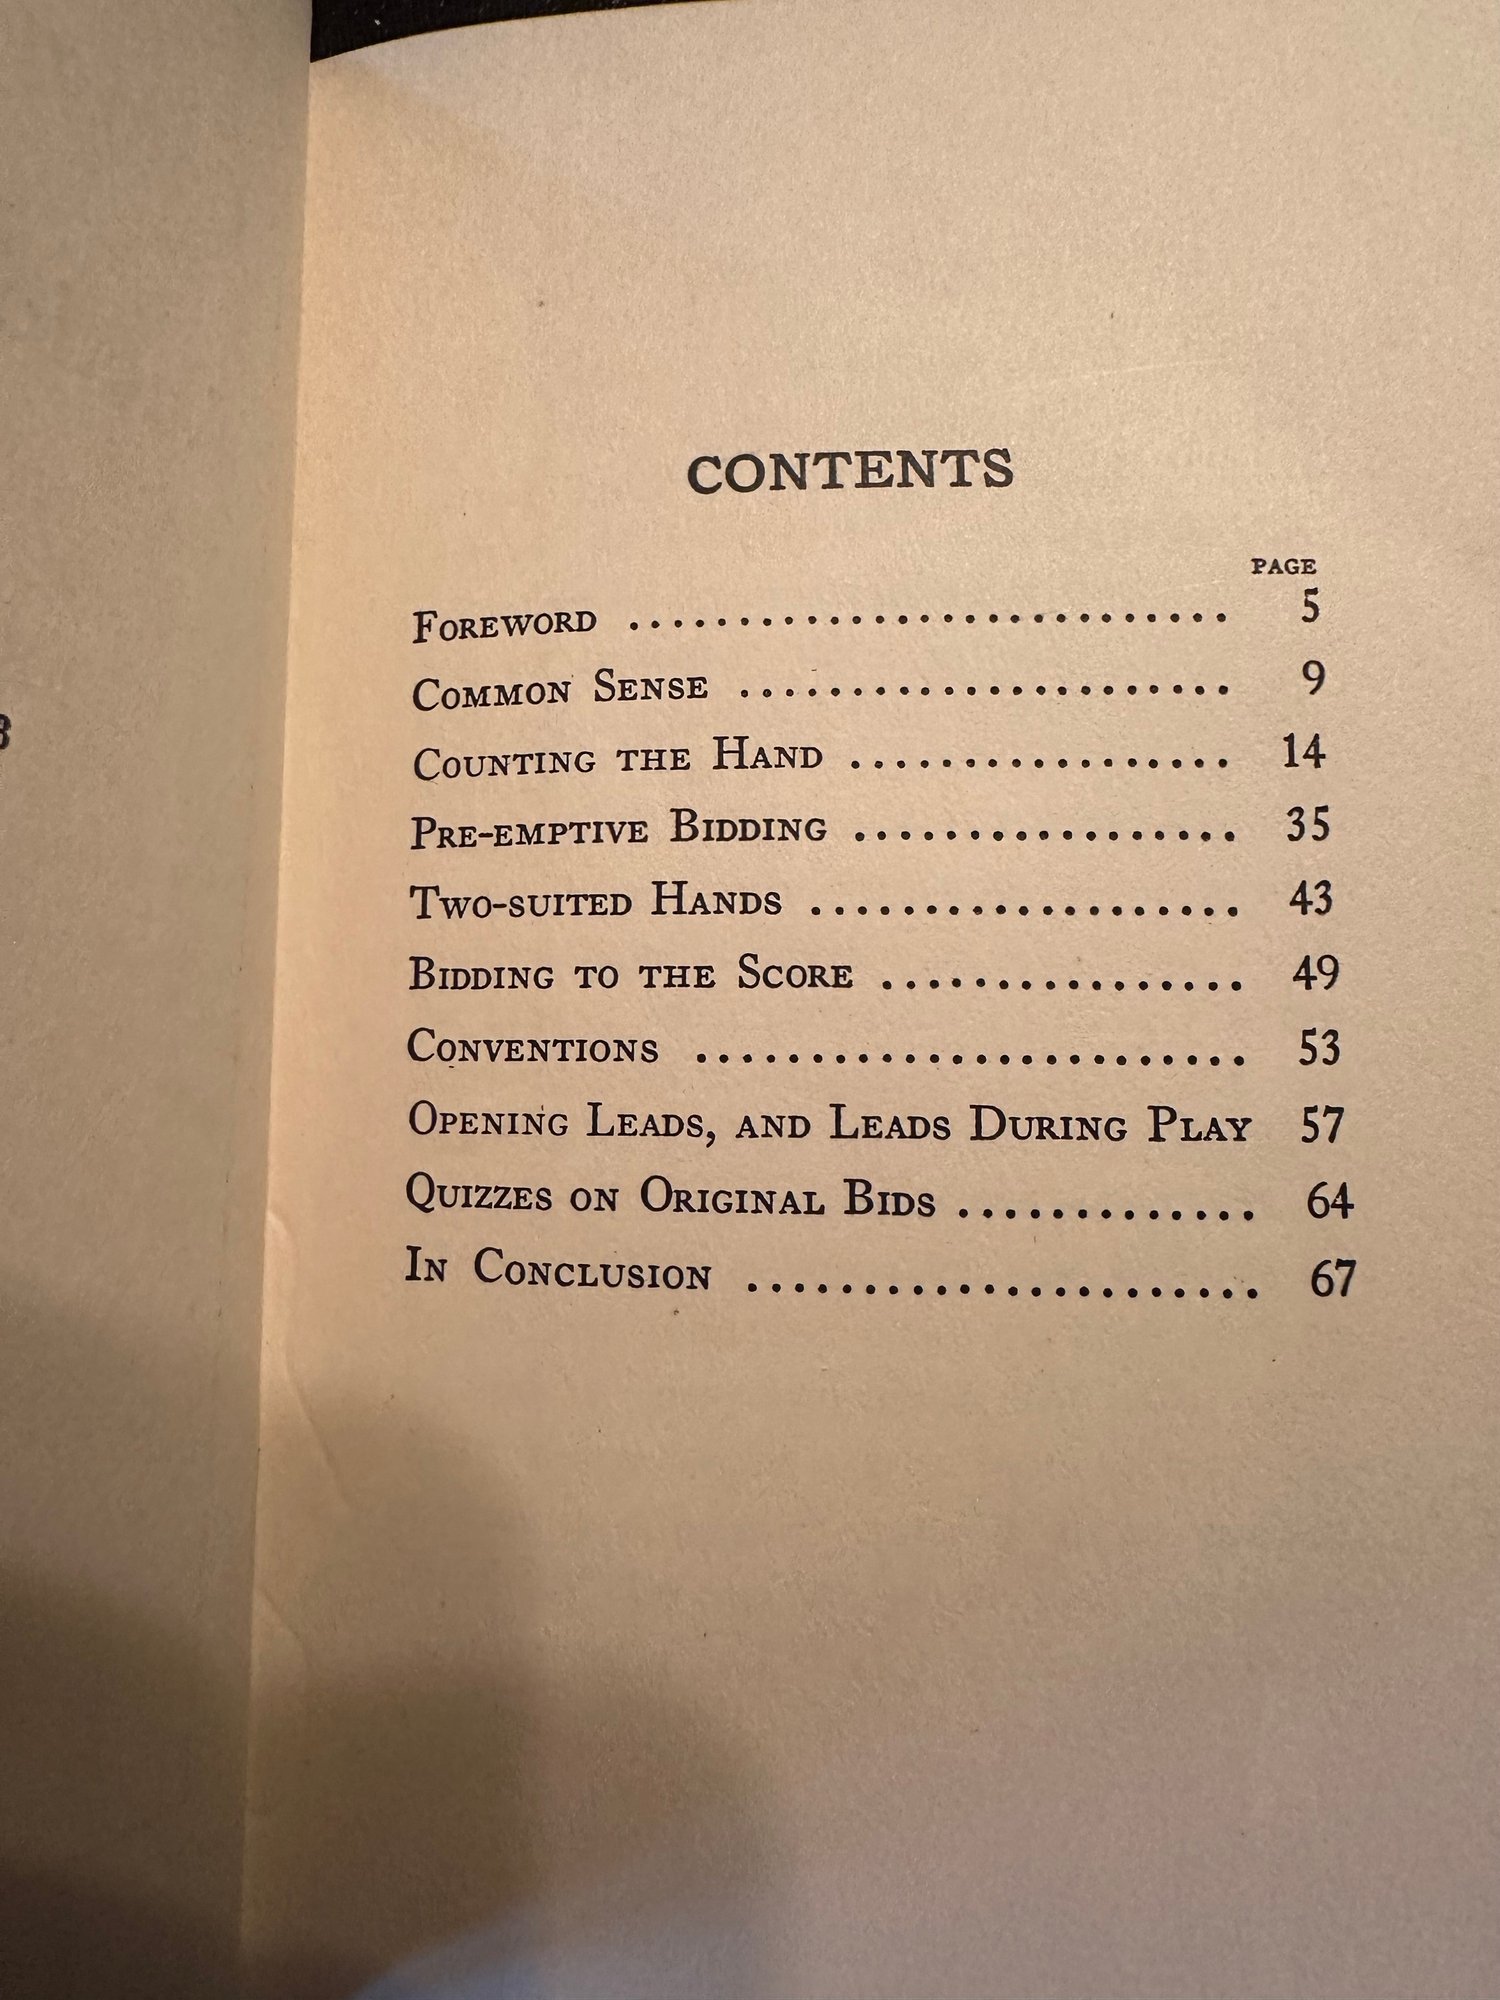 CONTENTS
PAGE
Foreword ............................ 5
Common Sense ....................... 9
Counting the Hand ................. 14
Pre-emptive Bidding ................. 35
Two-suited Hands ................... 43
Bidding to the Score ................ 49
Conventions ........................ 53
Opening Leads, and Leads During Play 57
Quizzes on Original Bids ............. 64
In Conclusion ...................... 67